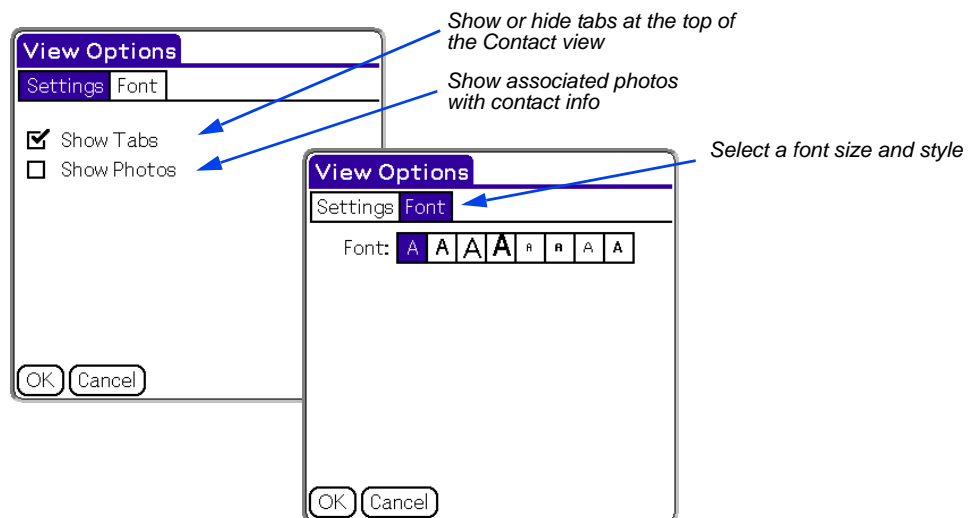 Show or hide tabs at the top of
the Contact view
View Options
Settings Font
Show associated photos
with contact info
Show Tabs
Show Photos
Select a font size and style
View Options
Settings Font
Font: A A A A A A A A
OK Cancel
OK Cancel